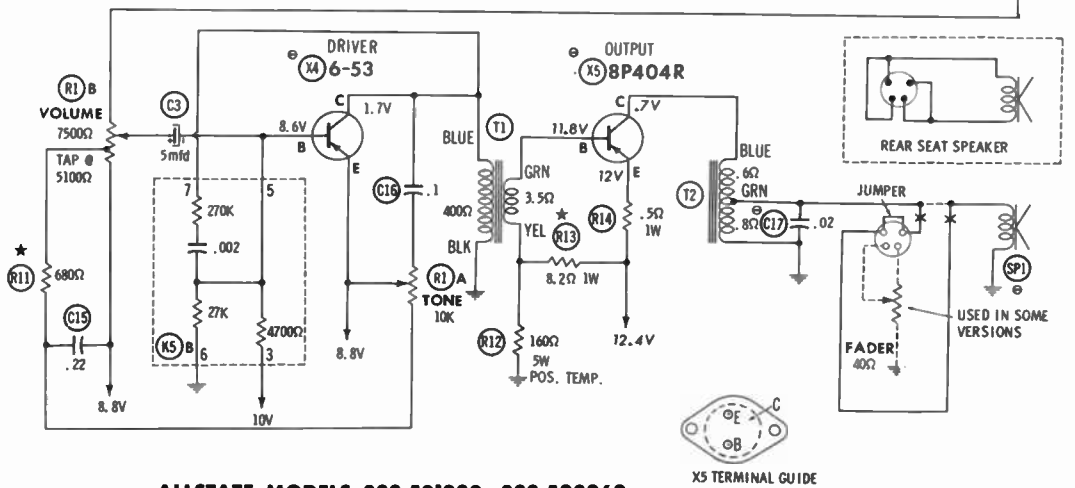 DRIVER
⊖ X4 6-53
OUTPUT
⊖ X5 8P404R
R1 B
VOLUME
7500Ω
TAP @
5100Ω
C3
5mfd
8.6V
B
C
1.7V
E
BLUE
T1
400Ω
BLK
GRN
3.5Ω
YEL
11.8V
B
C
.7V
12V
E
R14
.5Ω
1W
★
R13
8.2Ω 1W
BLUE
.6Ω
GRN
.8Ω
T2
⊖
C17
.02
JUMPER
REAR SEAT SPEAKER
SP1
⊖
USED IN SOME
VERSIONS
FADER
40Ω
7
5
270K
.002
27K
4700Ω
K5 B
6
3
10V
★
R11
680Ω
C15
.22
8.8V
8.8V
C16
.1
R1 A
TONE
10K
R12
160Ω
5W
POS. TEMP.
12.4V
E
C
B
X5 TERMINAL GUIDE